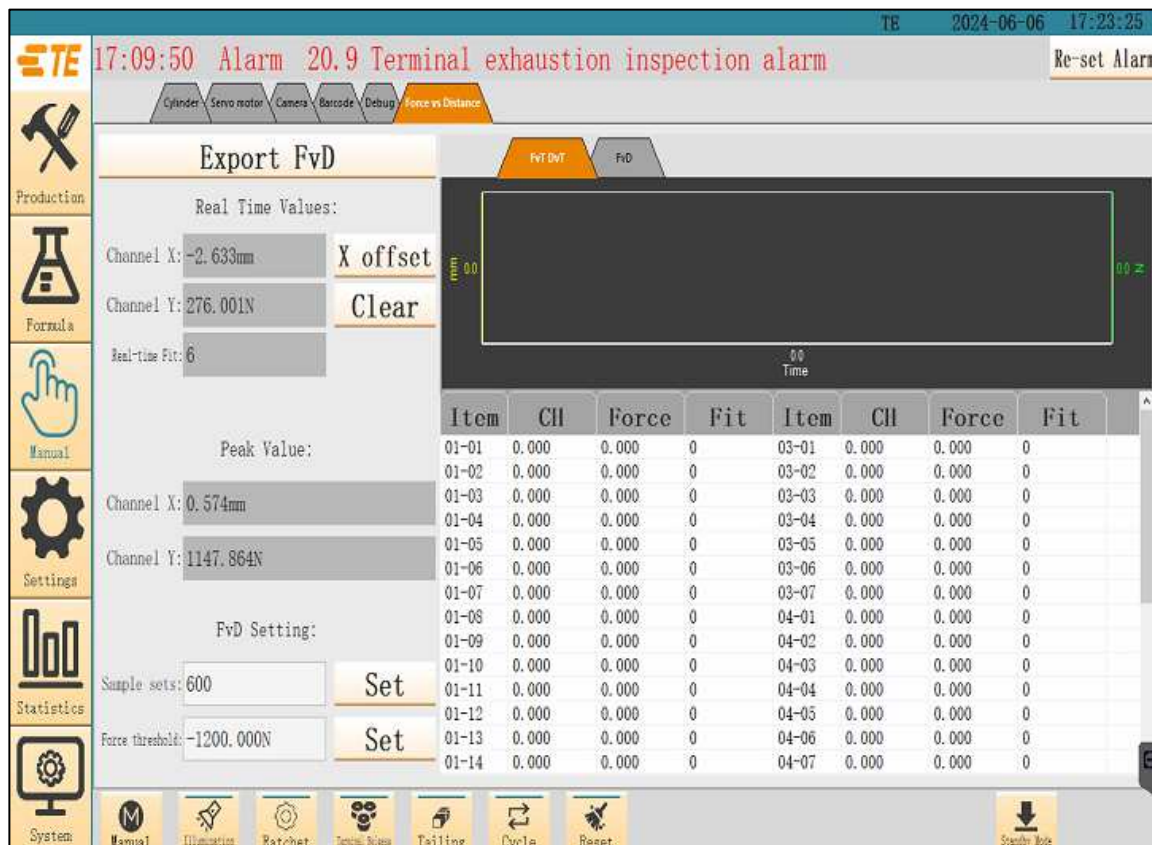 TE 2024-06-06 17:23:25
TE 17:09:50 Alarm 20.9 Terminal exhaustion inspection alarm Re-set Alarm
Cylinder Servo motor Camera Barcode Debug Force vs Distance
Export FvD
FvT DvT FvD
Production
Real Time Values:
Channel X: -2.633mm X offset
Channel Y: 276.001N Clear
Real-time Fit: 6
mm 0.0
00 N
00
Time
Formula
Manual
Peak Value:
Channel X: 0.574mm
Channel Y: 1147.864N
Settings
FvD Setting:
Sample sets: 600 Set
Force threshold: -1200.000N Set
Statistics
System
Item CH Force Fit Item CH Force Fit
01-01 0.000 0.000 0 03-01 0.000 0.000 0
01-02 0.000 0.000 0 03-02 0.000 0.000 0
01-03 0.000 0.000 0 03-03 0.000 0.000 0
01-04 0.000 0.000 0 03-04 0.000 0.000 0
01-05 0.000 0.000 0 03-05 0.000 0.000 0
01-06 0.000 0.000 0 03-06 0.000 0.000 0
01-07 0.000 0.000 0 03-07 0.000 0.000 0
01-08 0.000 0.000 0 04-01 0.000 0.000 0
01-09 0.000 0.000 0 04-02 0.000 0.000 0
01-10 0.000 0.000 0 04-03 0.000 0.000 0
01-11 0.000 0.000 0 04-04 0.000 0.000 0
01-12 0.000 0.000 0 04-05 0.000 0.000 0
01-13 0.000 0.000 0 04-06 0.000 0.000 0
01-14 0.000 0.000 0 04-07 0.000 0.000 0
M
Manual Illumination Ratchet Tailing Cycle Reset Standby Mode